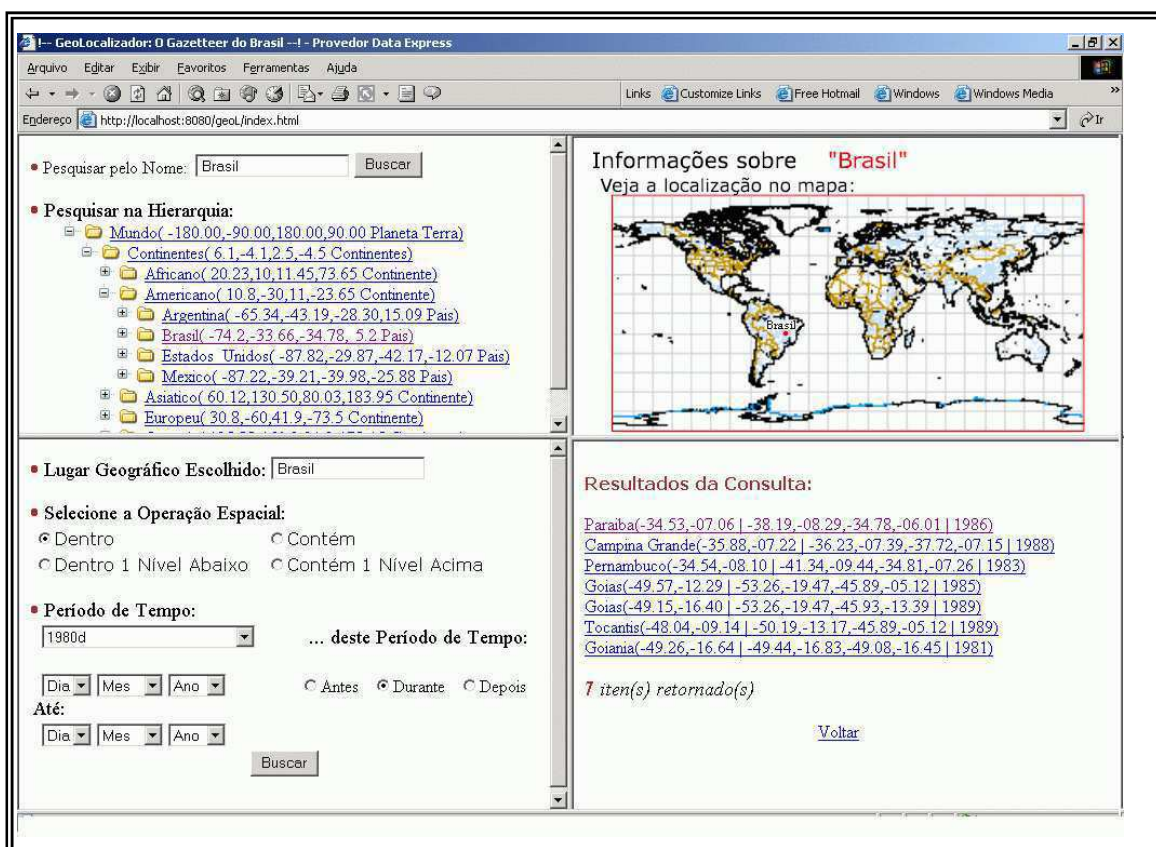 !-- GeoLocalizador: O Gazetteer do Brasil --! - Provedor Data Express
Arquivo Editar Exibir Favoritos Ferramentas Ajuda
Links Customize Links Free Hotmail Windows Windows Media »
Endereço http://localhost:8080/geoL/index.html Ir
Pesquisar pelo Nome: Brasil Buscar
Pesquisar na Hierarquia:
Mundo( -180.00,-90.00,180.00,90.00 Planeta Terra)
Continentes( 6.1,-4.1,2.5,-4.5 Continentes)
Africano( 20.23,10,11.45,73.65 Continente)
Americano( 10.8,-30,11,-23.65 Continente)
Argentina( -65.34,-43.19,-28.30,15.09 Pais)
Brasil( -74.2,-33.66,-34.78, 5.2 Pais)
Estados_Unidos( -87.82,-29.87,-42.17,-12.07 Pais)
Mexico( -87.22,-39.21,-39.98,-25.88 Pais)
Asiatico( 60.12,130.50,80.03,183.95 Continente)
Europeu( 30.8,-60,41.9,-73.5 Continente)
Informações sobre "Brasil"
Veja a localização no mapa:
Brasil
Lugar Geográfico Escolhido: Brasil
Selecione a Operação Espacial:
Dentro Contém
Dentro 1 Nível Abaixo Contém 1 Nível Acima
Período de Tempo:
1980d ... deste Período de Tempo:
Dia Mes Ano Antes Durante Depois
Até:
Dia Mes Ano
Buscar
Resultados da Consulta:
Paraiba(-34.53,-07.06 | -38.19,-08.29,-34.78,-06.01 | 1986)
Campina Grande(-35.88,-07.22 | -36.23,-07.39,-37.72,-07.15 | 1988)
Pernambuco(-34.54,-08.10 | -41.34,-09.44,-34.81,-07.26 | 1983)
Goias(-49.57,-12.29 | -53.26,-19.47,-45.89,-05.12 | 1985)
Goias(-49.15,-16.40 | -53.26,-19.47,-45.93,-13.39 | 1989)
Tocantis(-48.04,-09.14 | -50.19,-13.17,-45.89,-05.12 | 1989)
Goiania(-49.26,-16.64 | -49.44,-16.83,-49.08,-16.45 | 1981)
7 iten(s) retornado(s)
Voltar